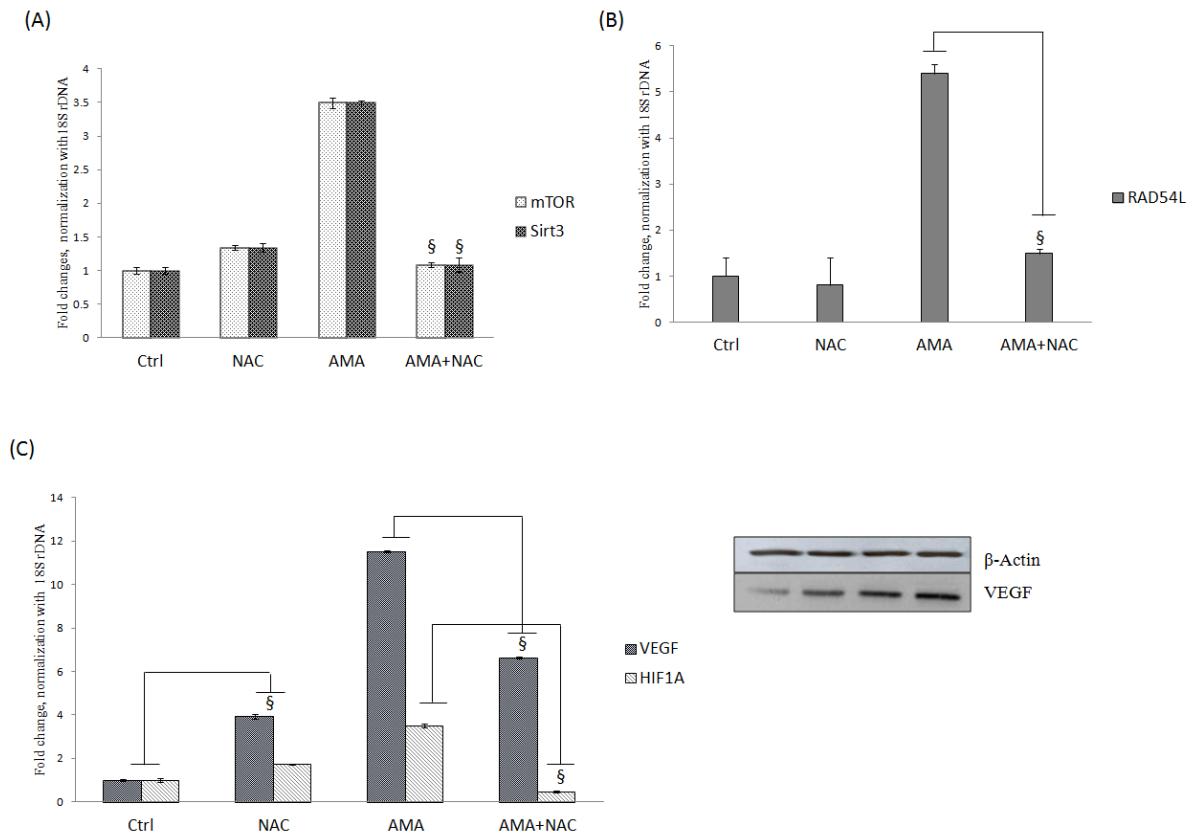 (A)
Fold changes, normalization with 18S rDNA
4
3.5
3
2.5
2
1.5
1
0.5
0
§ §
Ctrl NAC AMA AMA+NAC
mTOR
Sirt3
(B)
Fold change, normalization with 18S rDNA
6
5
4
3
2
1
0
§
Ctrl NAC AMA AMA+NAC
RAD54L
(C)
Fold change, normalization with 18S rDNA
14
12
10
8
6
4
2
0
§
§
§
Ctrl NAC AMA AMA+NAC
VEGF
HIF1A
β-Actin
VEGF